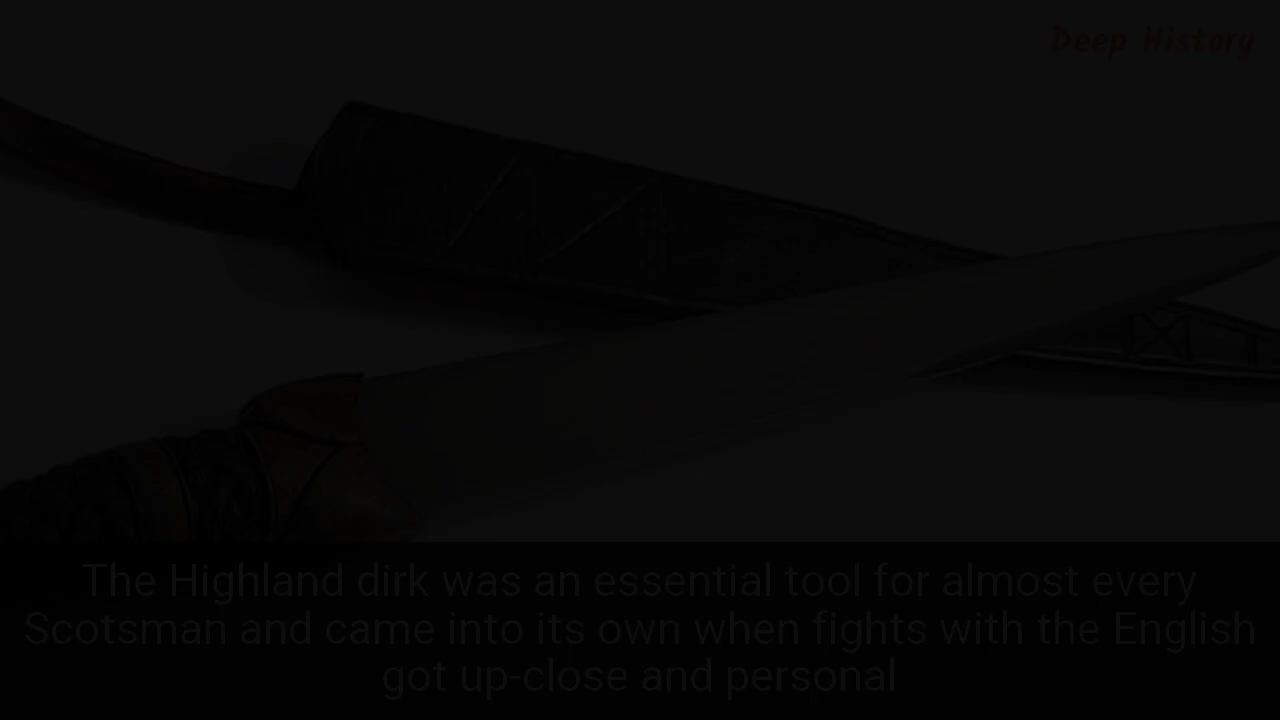 Deep History
The Highland dirk was an essential tool for almost every
Scotsman and came into its own when fights with the English
got up-close and personal